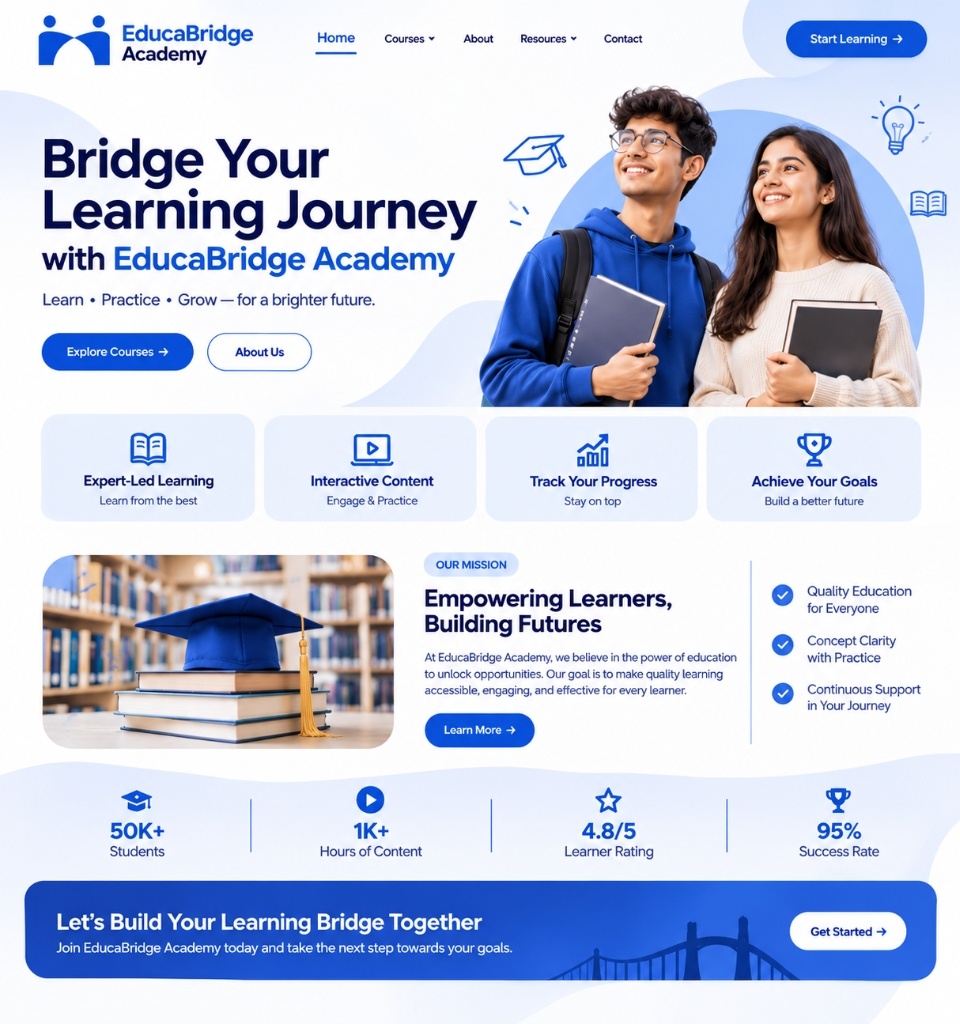 EducaBridge
Academy
Home
Courses
About
Resources
Contact
Start Learning →
Bridge Your
Learning Journey
with EducaBridge Academy
Learn • Practice • Grow — for a brighter future.
Explore Courses →
About Us
Expert-Led Learning
Learn from the best
Interactive Content
Engage & Practice
Track Your Progress
Stay on top
Achieve Your Goals
Build a better future
OUR MISSION
Empowering Learners,
Building Futures
At EducaBridge Academy, we believe in the power of education
to unlock opportunities. Our goal is to make quality learning
accessible, engaging, and effective for every learner.
Learn More →
Quality Education
for Everyone
Concept Clarity
with Practice
Continuous Support
in Your Journey
50K+
Students
1K+
Hours of Content
4.8/5
Learner Rating
95%
Success Rate
Let's Build Your Learning Bridge Together
Join EducaBridge Academy today and take the next step towards your goals.
Get Started →